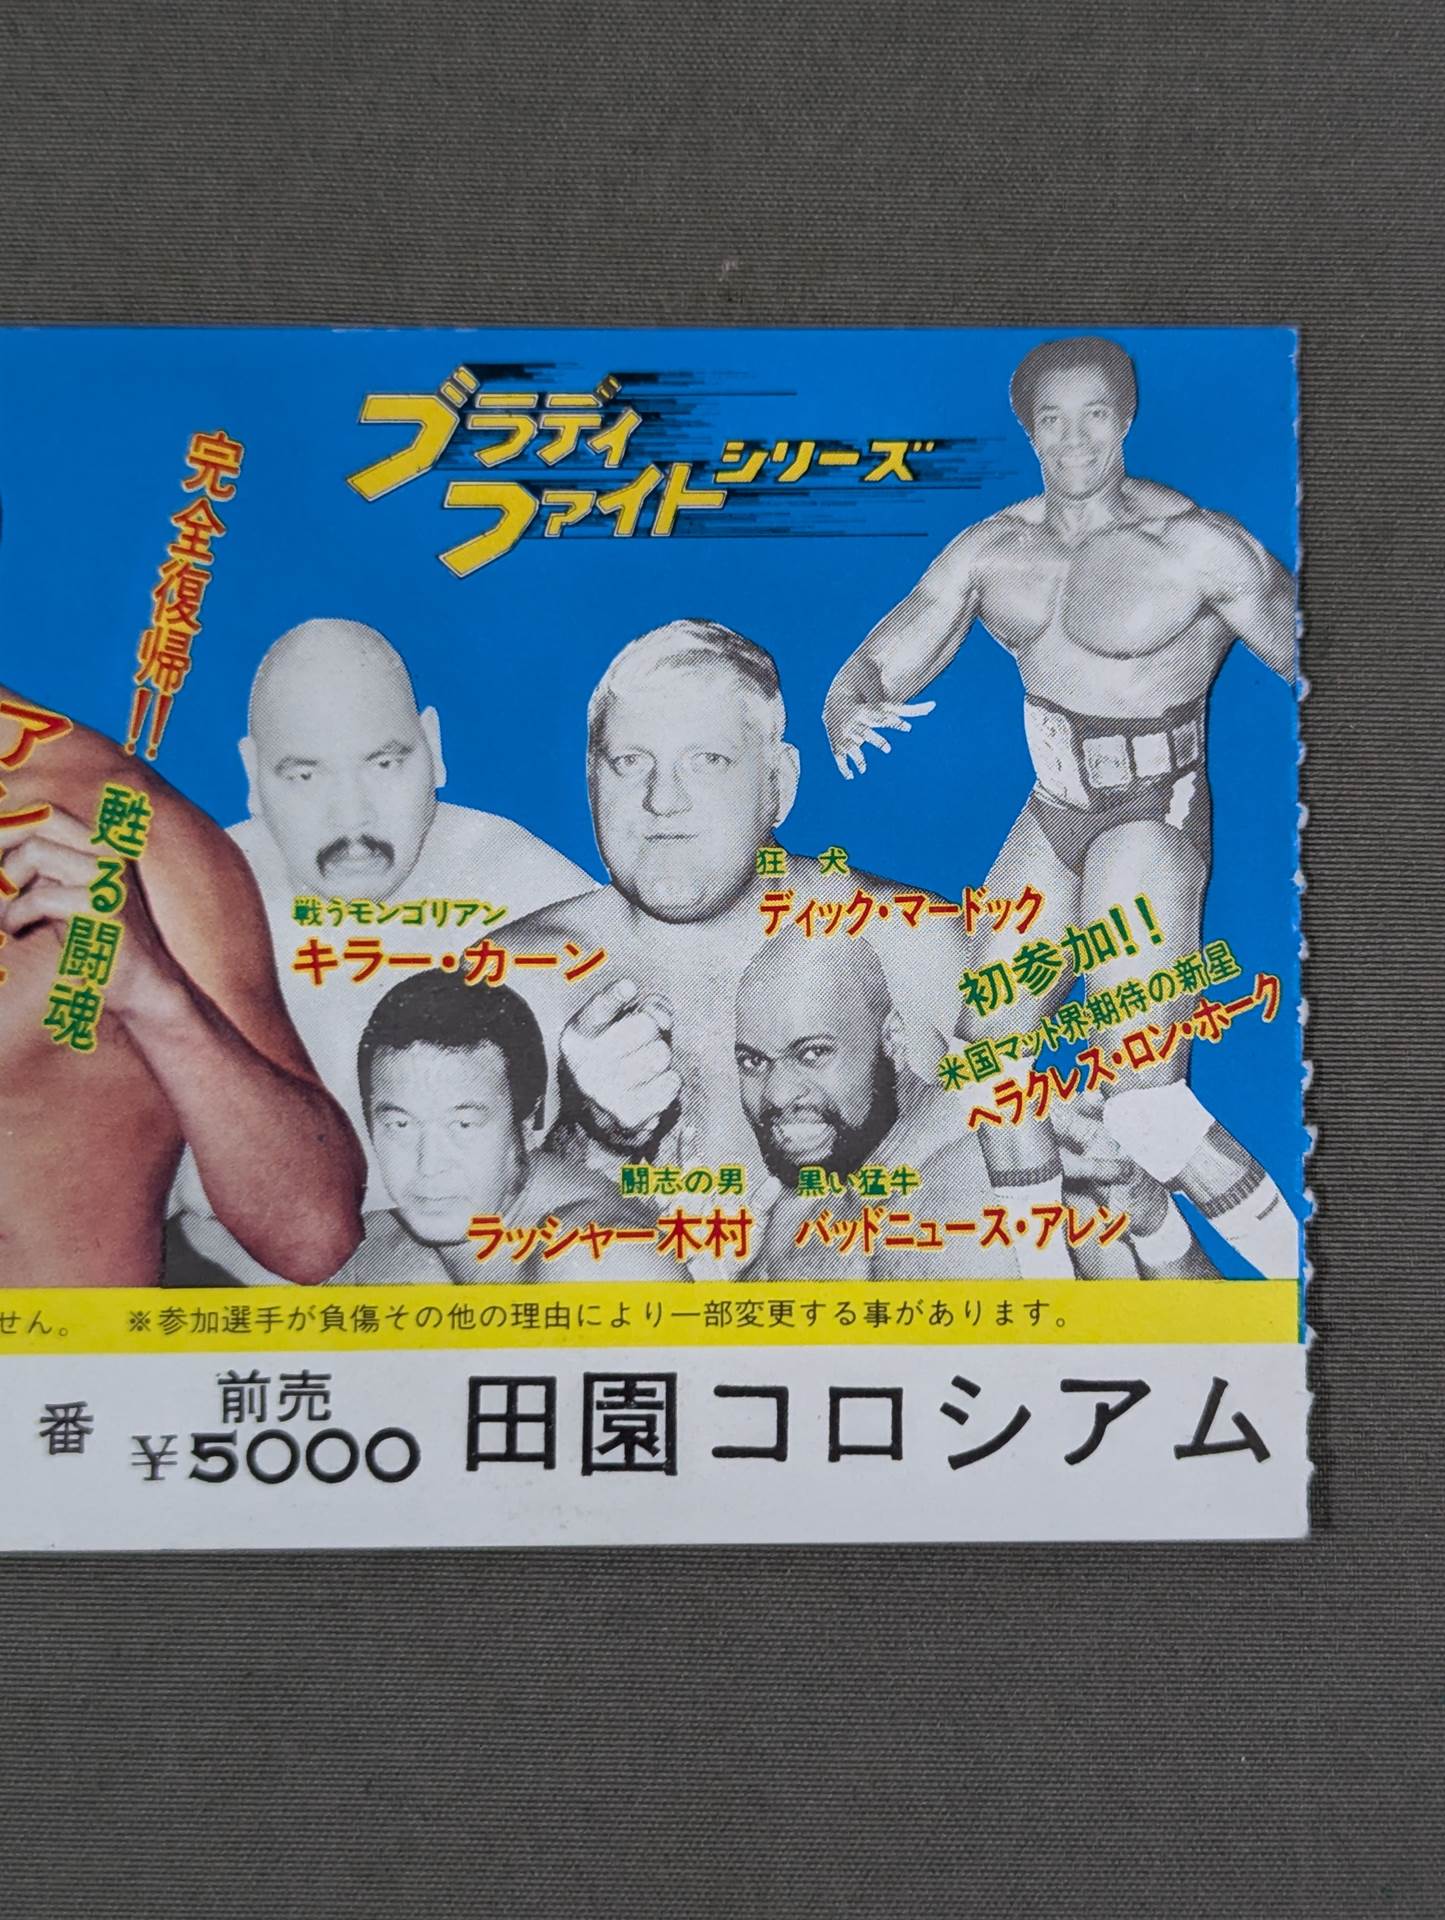 ブラディ
ファイトシリーズ
完全復帰!!
甦る闘魂
ア
戦うモンゴリアン
キラー・カーン
狂犬
ディック・マードック
初参加!!
米国マット界期待の新星
ヘラクレス・ロン・ホーク
闘志の男
ラッシャー木村
黒い猛牛
バッドニュース・アレン
せん。 ※参加選手が負傷その他の理由により一部変更する事があります。
番
前売
¥5000
田園コロシアム